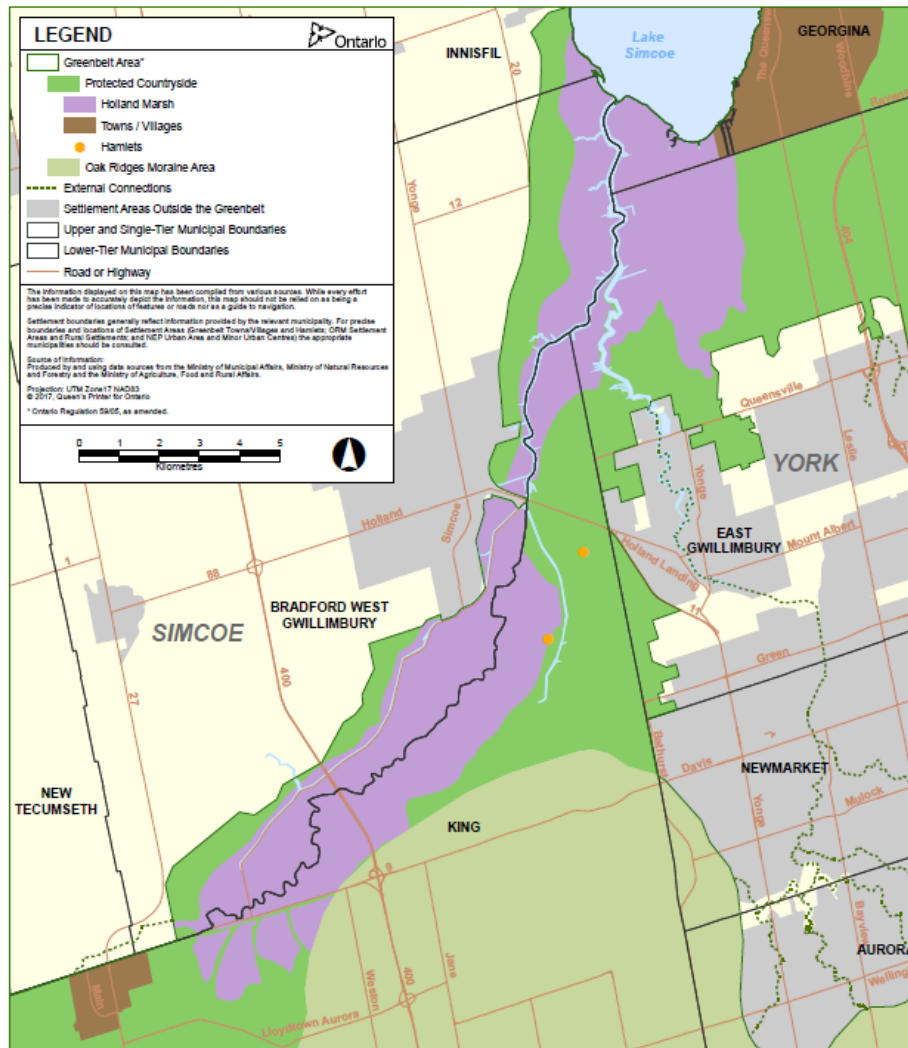 LEGEND
Ontario
Greenbelt Area*
Protected Countryside
Holland Marsh
Towns / Villages
Hamlets
Oak Ridges Moraine Area
External Connections
Settlement Areas Outside the Greenbelt
Upper and Single-Tier Municipal Boundaries
Lower-Tier Municipal Boundaries
Road or Highway
The information displayed on this map has been compiled from various sources. While every effort
has been made to accurately depict the information, this map should not be relied on as being a
precise indicator of locations of features or roads nor as a guide to navigation.
Settlement boundaries generally reflect information provided by the relevant municipality. For precise
boundaries and locations of Settlement Areas (Greenbelt Towns/Villages and Hamlets; ORM Settlement
Areas and Rural Settlements; and NEP Urban Area and Minor Urban Centres) the appropriate
municipalities should be consulted.
Source of Information:
Produced by and using data sources from the Ministry of Municipal Affairs, Ministry of Natural Resources
and Forestry and the Ministry of Agriculture, Food and Rural Affairs.
Projection: UTM Zone17 NAD83
© 2017, Queen's Printer for Ontario
* Ontario Regulation 59/05, as amended.
0 1 2 3 4 5
Kilometres
INNISFIL
20
Lake
Simcoe
GEORGINA
The Queensway
Woodbine
Yonge
12
404
Queensville
YORK
Leslie
Yonge
EAST
GWILLIMBURY
Mount Albert
Holland Landing
11
Green
Holland
Simcoe
1
88
BRADFORD WEST
GWILLIMBURY
SIMCOE
400
27
NEW
TECUMSETH
Bathurst
Davis
NEWMARKET
Yonge
Mulock
KING
9
Bayview
AURORA
Welling
Main
Weston
400
Jane
Lloydtown Aurora